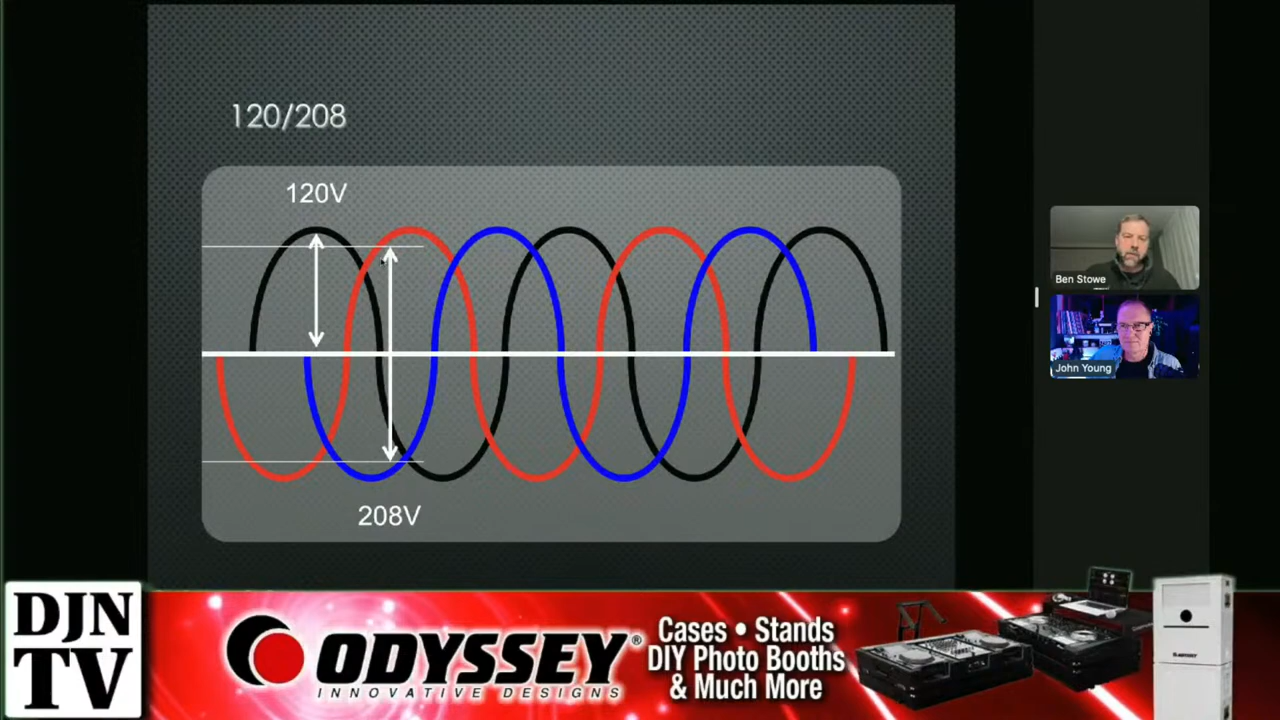 120/208
120V
208V
Ben Stowe
John Young
DJN
TV
ODYSSEY®
INNOVATIVE DESIGNS
Cases • Stands
DIY Photo Booths
& Much More
ODYSSEY